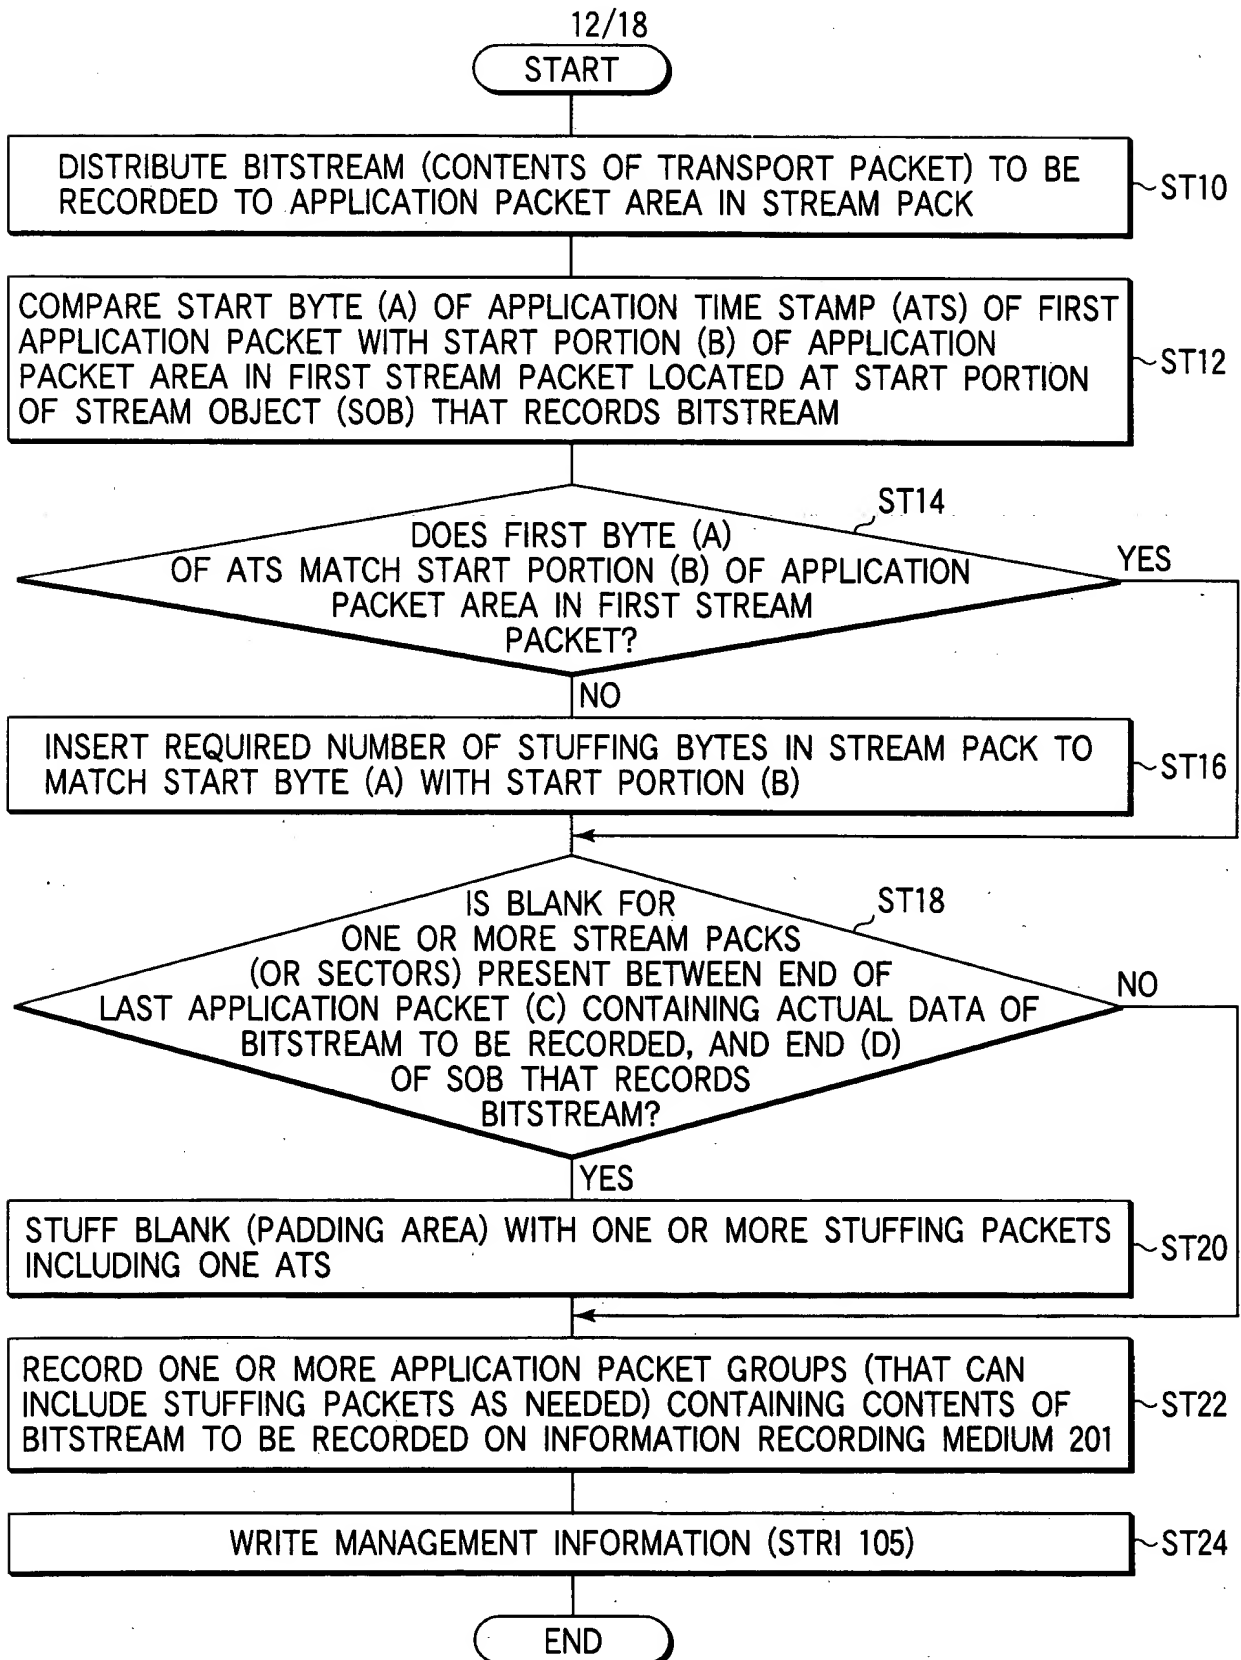 12/18
START
DISTRIBUTE BITSTREAM (CONTENTS OF TRANSPORT PACKET) TO BE
RECORDED TO APPLICATION PACKET AREA IN STREAM PACK
ST10
COMPARE START BYTE (A) OF APPLICATION TIME STAMP (ATS) OF FIRST
APPLICATION PACKET WITH START PORTION (B) OF APPLICATION
PACKET AREA IN FIRST STREAM PACKET LOCATED AT START PORTION
OF STREAM OBJECT (SOB) THAT RECORDS BITSTREAM
ST12
ST14
DOES FIRST BYTE (A)
OF ATS MATCH START PORTION (B) OF APPLICATION
PACKET AREA IN FIRST STREAM
PACKET?
YES
NO
INSERT REQUIRED NUMBER OF STUFFING BYTES IN STREAM PACK TO
MATCH START BYTE (A) WITH START PORTION (B)
ST16
ST18
IS BLANK FOR
ONE OR MORE STREAM PACKS
(OR SECTORS) PRESENT BETWEEN END OF
LAST APPLICATION PACKET (C) CONTAINING ACTUAL DATA OF
BITSTREAM TO BE RECORDED, AND END (D)
OF SOB THAT RECORDS
BITSTREAM?
NO
YES
STUFF BLANK (PADDING AREA) WITH ONE OR MORE STUFFING PACKETS
INCLUDING ONE ATS
ST20
RECORD ONE OR MORE APPLICATION PACKET GROUPS (THAT CAN
INCLUDE STUFFING PACKETS AS NEEDED) CONTAINING CONTENTS OF
BITSTREAM TO BE RECORDED ON INFORMATION RECORDING MEDIUM 201
ST22
WRITE MANAGEMENT INFORMATION (STRI 105)
ST24
END